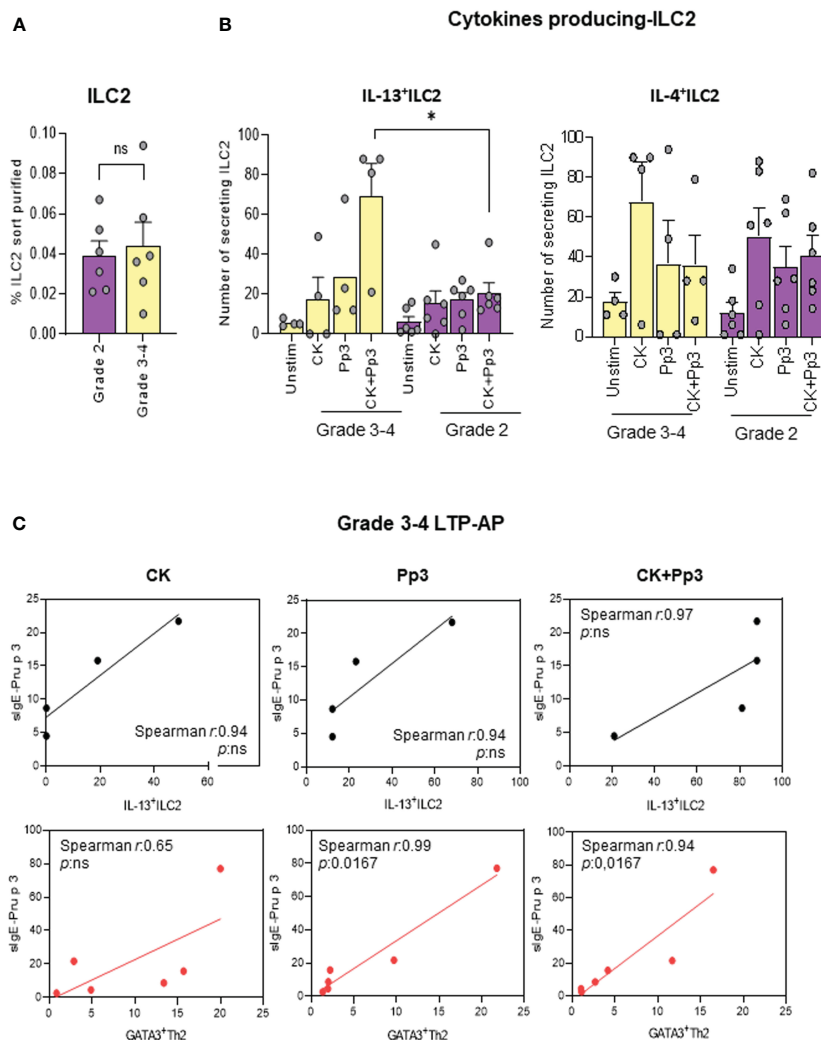 A
B
Cytokines producing-ILC2
ILC2
IL-13+ILC2
IL-4+ILC2
% ILC2 sort purified
0.10
0.08
0.06
0.04
0.02
0.00
ns
Grade 2
Grade 3-4
Number of secreting ILC2
100
80
60
40
20
0
*
Unstim
CK
Pp3
CK+Pp3
Unstim
CK
Pp3
CK+Pp3
Grade 3-4
Grade 2
Number of secreting ILC2
100
80
60
40
20
0
Unstim
CK
Pp3
CK+Pp3
Unstim
CK
Pp3
CK+Pp3
Grade 3-4
Grade 2
C
Grade 3-4 LTP-AP
CK
Pp3
CK+Pp3
sIgE-Pru p 3
25
20
15
10
5
0
Spearman r:0.94
p:ns
0 20 40 60
IL-13+ILC2
sIgE-Pru p 3
25
20
15
10
5
0
Spearman r:0.94
p:ns
0 20 40 60 80
IL-13+ILC2
sIgE-Pru p 3
25
20
15
10
5
0
Spearman r:0.97
p:ns
0 20 40 60 80 100
IL-13+ILC2
sIgE-Pru p 3
100
80
60
40
20
0
Spearman r:0.65
p:ns
0 5 10 15 20 25
GATA3+Th2
sIgE-Pru p 3
100
80
60
40
20
0
Spearman r:0.99
p:0.0167
0 5 10 15 20 25
GATA3+Th2
sIgE-Pru p 3
100
80
60
40
20
0
Spearman r:0.94
p:0,0167
0 5 10 15 20 25
GATA3+Th2